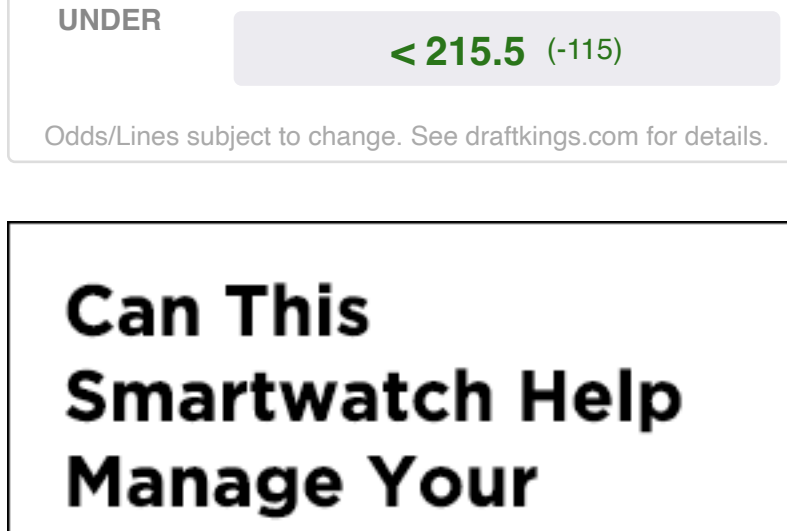 UNDER
< 215.5 (-115)
Odds/Lines subject to change. See draftkings.com for details.
Can This
Smartwatch Help
Manage Your